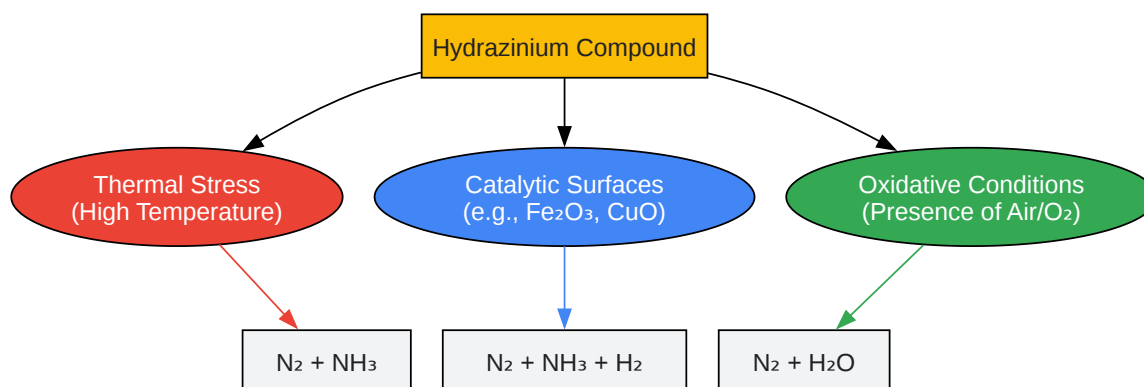 Hydrazinium Compound
Thermal Stress
(High Temperature)
Catalytic Surfaces
(e.g., Fe₂O₃, CuO)
Oxidative Conditions
(Presence of Air/O₂)
N₂ + NH₃
N₂ + NH₃ + H₂
N₂ + H₂O